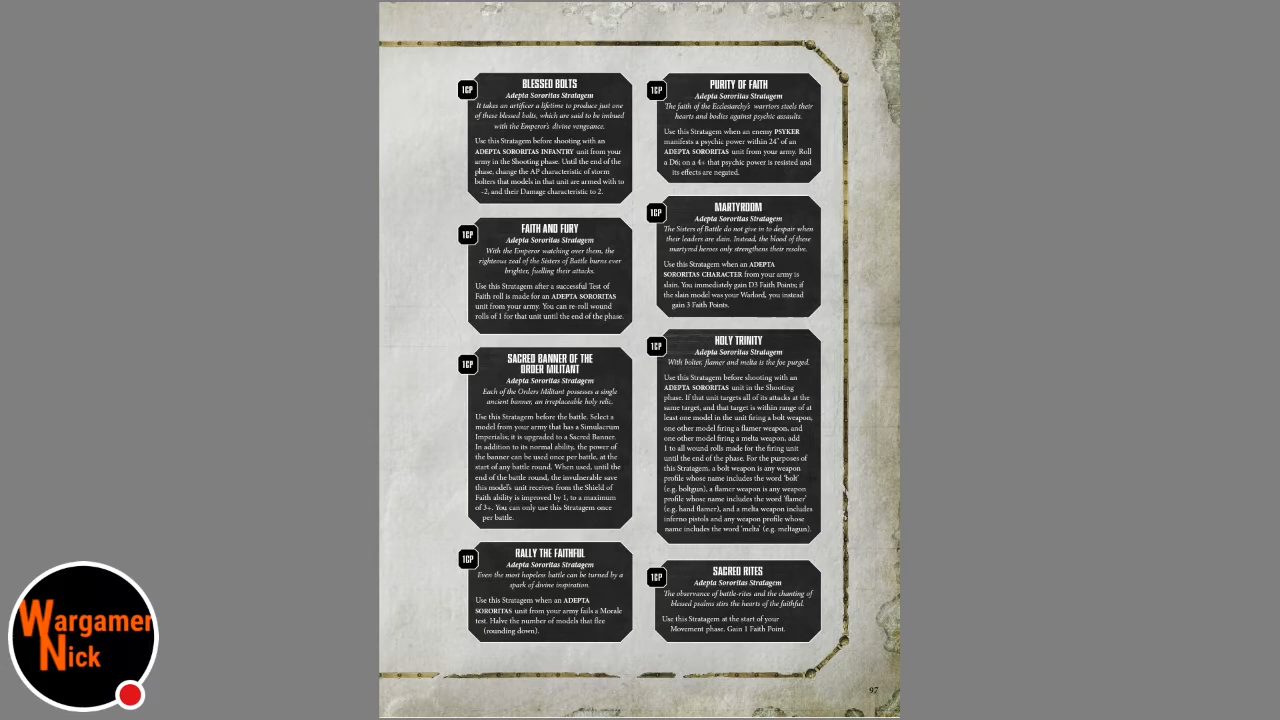 1CP
BLESSED BOLTS
Adepta Sororitas Stratagem
It takes an artificer a lifetime to produce just one
of these blessed bolts, which are said to be imbued
with the Emperor's divine vengeance.
Use this Stratagem before shooting with an
ADEPTA SORORITAS INFANTRY unit from your
army in the Shooting phase. Until the end of the
phase, change the AP characteristic of storm
bolters that models in that unit are armed with to
-2, and their Damage characteristic to 2.
1CP
FAITH AND FURY
Adepta Sororitas Stratagem
With the Emperor watching over them, the
righteous zeal of the Sisters of Battle burns ever
brighter, fuelling their attacks.
Use this Stratagem after a successful Test of
Faith roll is made for an ADEPTA SORORITAS
unit from your army. You can re-roll wound
rolls of 1 for that unit until the end of the phase.
1CP
SACRED BANNER OF THE
ORDER MILITANT
Adepta Sororitas Stratagem
Each of the Orders Militant possesses a single
ancient banner, an irreplaceable holy relic.
Use this Stratagem before the battle. Select a
model from your army that has a Simulacrum
Imperialis; it is upgraded to a Sacred Banner.
In addition to its normal ability, the power of
the banner can be used once per battle, at the
start of any battle round. When used, until the
end of the battle round, the invulnerable save
this model's unit receives from the Shield of
Faith ability is improved by 1, to a maximum
of 3+. You can only use this Stratagem once
per battle.
1CP
RALLY THE FAITHFUL
Adepta Sororitas Stratagem
Even the most hopeless battle can be turned by a
spark of divine inspiration.
Use this Stratagem when an ADEPTA
SORORITAS unit from your army fails a Morale
test. Halve the number of models that flee
(rounding down).
1CP
PURITY OF FAITH
Adepta Sororitas Stratagem
The faith of the Ecclesiarchy's warriors steels their
hearts and bodies against psychic assaults.
Use this Stratagem when an enemy PSYKER
manifests a psychic power within 24" of an
ADEPTA SORORITAS unit from your army. Roll
a D6; on a 4+ that psychic power is resisted and
its effects are negated.
1CP
MARTYRDOM
Adepta Sororitas Stratagem
The Sisters of Battle do not give in to despair when
their leaders are slain. Instead, the blood of these
martyred heroes only strengthens their resolve.
Use this Stratagem when an ADEPTA
SORORITAS CHARACTER from your army is
slain. You immediately gain D3 Faith Points; if
the slain model was your Warlord, you instead
gain 3 Faith Points.
1CP
HOLY TRINITY
Adepta Sororitas Stratagem
With bolter, flamer and melta is the foe purged.
Use this Stratagem before shooting with an
ADEPTA SORORITAS unit in the Shooting
phase. If that unit targets all of its attacks at the
same target, and that target is within range of at
least one model in the unit firing a bolt weapon,
one other model firing a flamer weapon, and
one other model firing a melta weapon, add
1 to all wound rolls made for the firing unit
until the end of the phase. For the purposes of
this Stratagem, a bolt weapon is any weapon
profile whose name includes the word 'bolt'
(e.g. boltgun), a flamer weapon is any weapon
profile whose name includes the word 'flamer'
(e.g. hand flamer), and a melta weapon includes
inferno pistols and any weapon profile whose
name includes the word 'melta' (e.g. meltagun).
1CP
SACRED RITES
Adepta Sororitas Stratagem
The observance of battle-rites and the chanting of
blessed psalms stirs the hearts of the faithful.
Use this Stratagem at the start of your
Movement phase. Gain 1 Faith Point.
97
Wargamer
Nick